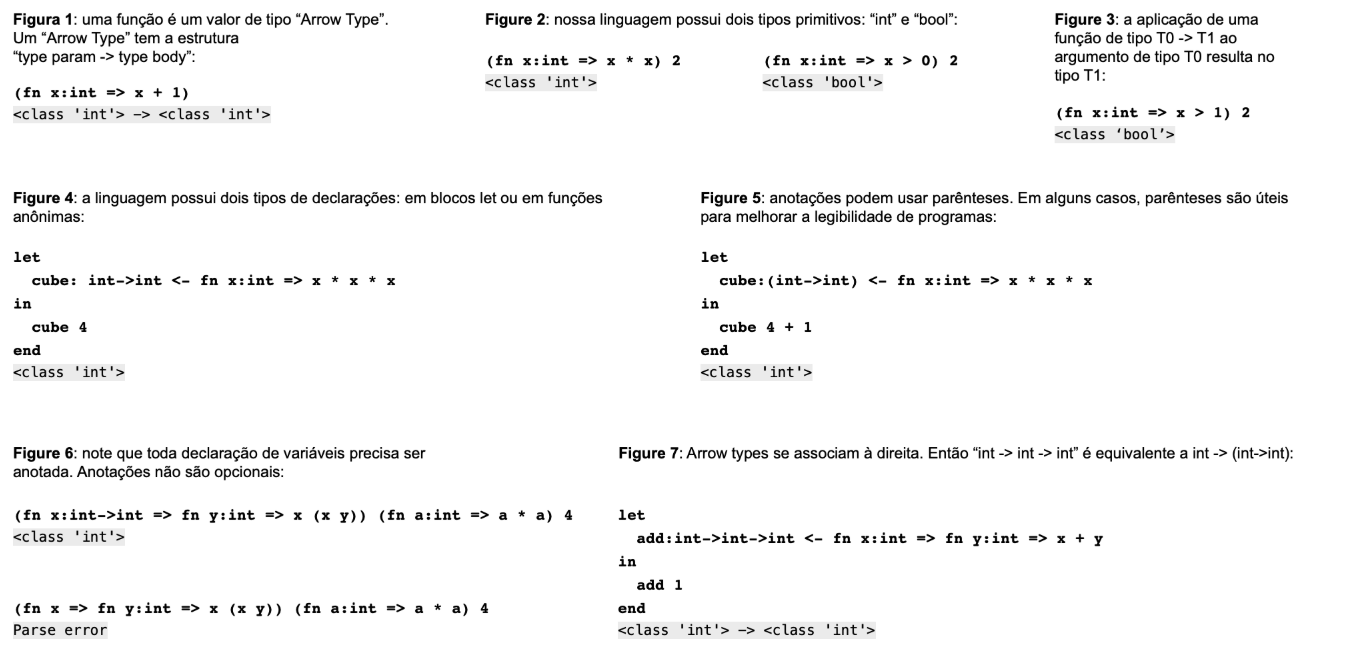 Figura 1: uma função é um valor de tipo “Arrow Type”.
Um “Arrow Type” tem a estrutura
“type param -> type body”:
(fn x:int => x + 1)
<class 'int'> -> <class 'int'>
Figure 2: nossa linguagem possui dois tipos primitivos: “int” e “bool”:
(fn x:int => x * x) 2
<class 'int'>
(fn x:int => x > 0) 2
<class 'bool'>
Figure 3: a aplicação de uma
função de tipo T0 -> T1 ao
argumento de tipo T0 resulta no
tipo T1:
(fn x:int => x > 1) 2
<class ‘bool’>
Figure 4: a linguagem possui dois tipos de declarações: em blocos let ou em funções
anônimas:
let
  cube: int->int <- fn x:int => x * x * x
in
  cube 4
end
<class 'int'>
Figure 5: anotações podem usar parênteses. Em alguns casos, parênteses são úteis
para melhorar a legibilidade de programas:
let
  cube:(int->int) <- fn x:int => x * x * x
in
  cube 4 + 1
end
<class 'int'>
Figure 6: note que toda declaração de variáveis precisa ser
anotada. Anotações não são opcionais:
(fn x:int->int => fn y:int => x (x y)) (fn a:int => a * a) 4
<class 'int'>
(fn x => fn y:int => x (x y)) (fn a:int => a * a) 4
Parse error
Figure 7: Arrow types se associam à direita. Então “int -> int -> int” é equivalente a int -> (int->int):
let
  add:int->int->int <- fn x:int => fn y:int => x + y
in
  add 1
end
<class 'int'> -> <class 'int'>